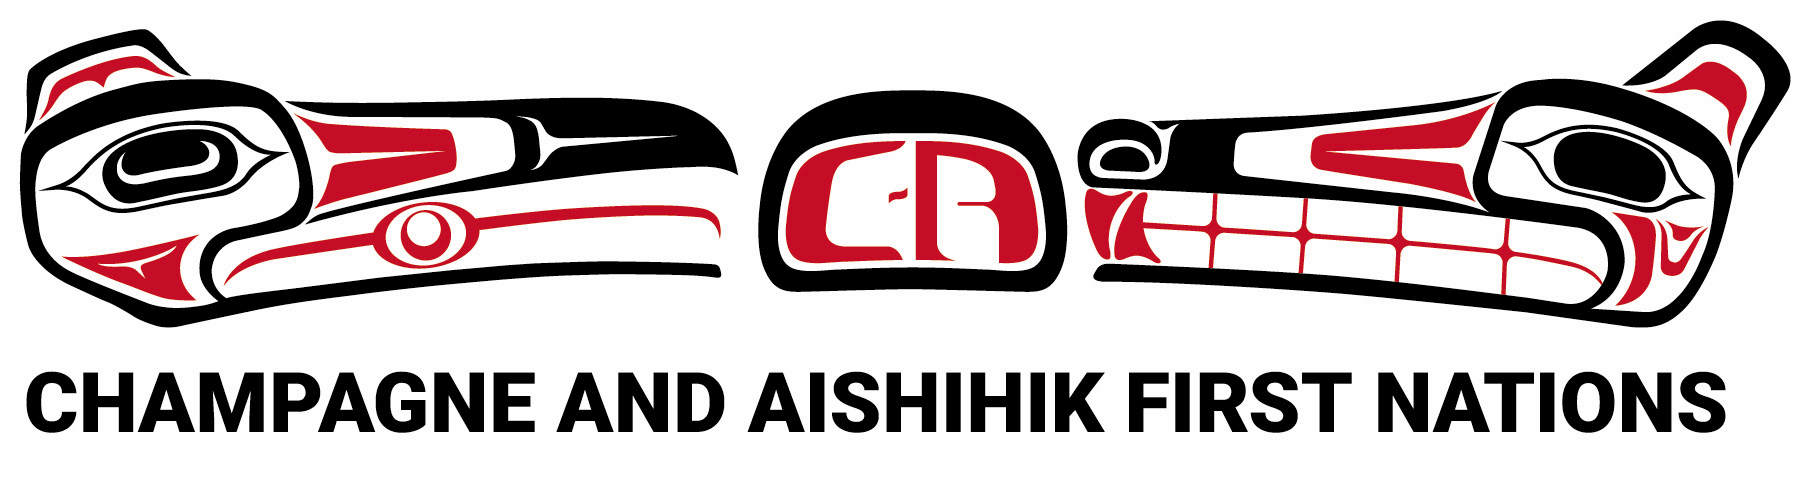 C-A
CHAMPAGNE AND AISHIHIK FIRST NATIONS